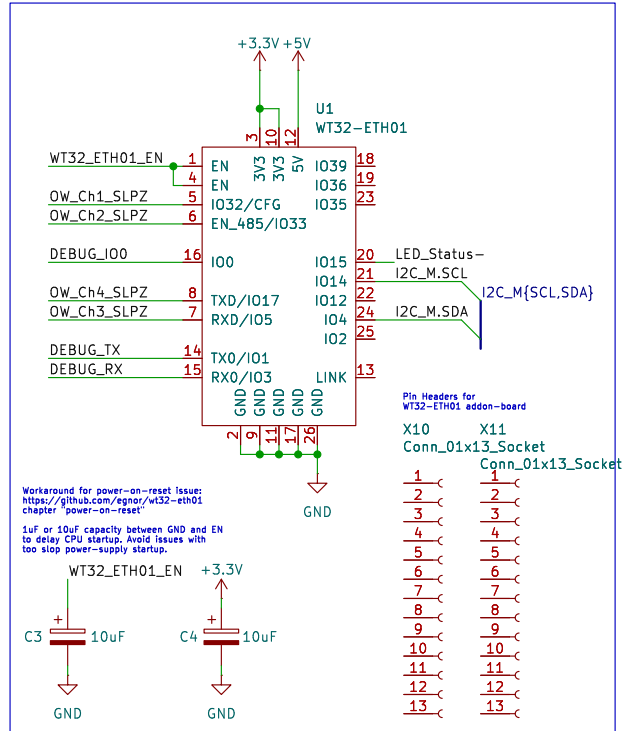 +3.3V +5V
U1
WT32-ETH01
3 10 12
3V3 3V3 5V
WT32_ETH01_EN 1 EN IO39 18
4 EN IO36 19
OW_Ch1_SLPZ 5 IO32/CFG IO35 23
OW_Ch2_SLPZ 6 EN_485/IO33
DEBUG_IO0 16 IO0 IO15 20 LED_Status-
IO14 21 I2C_M.SCL
I2C_M{SCL,SDA}
OW_Ch4_SLPZ 8 TXD/IO17 IO12 22
OW_Ch3_SLPZ 7 RXD/IO5 IO4 24 I2C_M.SDA
IO2 25
DEBUG_TX 14 TX0/IO1
DEBUG_RX 15 RX0/IO3 LINK 13
GND GND GND GND GND
2 9 11 17 26
GND
Pin Headers for
WT32-ETH01 addon-board
X10 X11
Conn_01x13_Socket
Conn_01x13_Socket
1 1
2 2
3 3
4 4
5 5
6 6
7 7
8 8
9 9
10 10
11 11
12 12
13 13
Workaround for power-on-reset issue:
https://github.com/egnor/wt32-eth01
chapter "power-on-reset"
1uF or 10uF capacity between GND and EN
to delay CPU startup. Avoid issues with
too slop power-supply startup.
WT32_ETH01_EN +3.3V
+ +
C3 10uF C4 10uF
GND GND